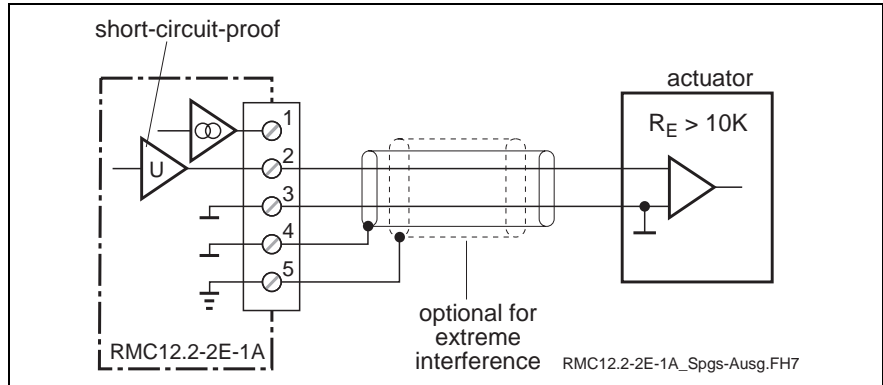 short-circuit-proof
actuator
R_E > 10K
1
U
2
3
4
5
optional for
extreme
interference
RMC12.2-2E-1A
RMC12.2-2E-1A_Spgs-Ausg.FH7